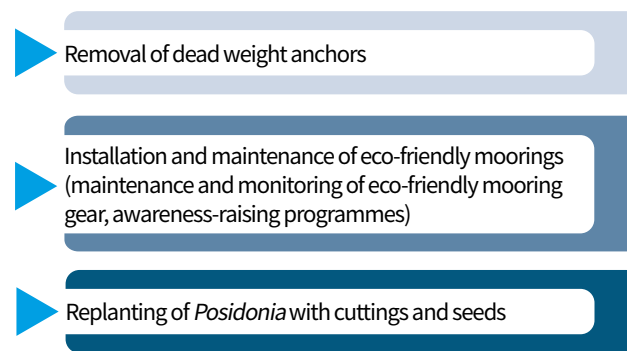 Removal of dead weight anchors
Installation and maintenance of eco-friendly moorings
(maintenance and monitoring of eco-friendly mooring
gear, awareness-raising programmes)
Replanting of Posidonia with cuttings and seeds